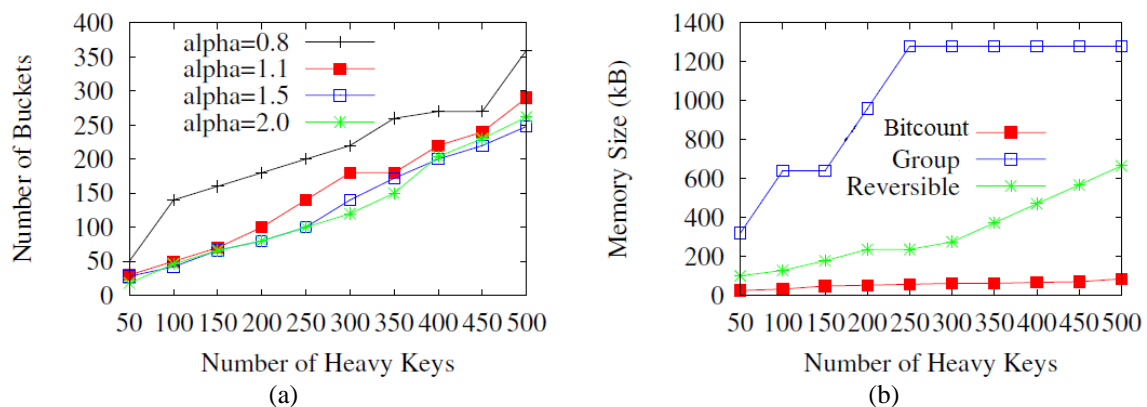 400
350
300
250
200
150
100
50
0
Number of Buckets
alpha=0.8
alpha=1.1
alpha=1.5
alpha=2.0
50 100 150 200 250 300 350 400 450 500
Number of Heavy Keys
(a)
1400
1200
1000
800
600
400
200
0
Memory Size (kB)
Bitcount
Group
Reversible
50 100 150 200 250 300 350 400 450 500
Number of Heavy Keys
(b)